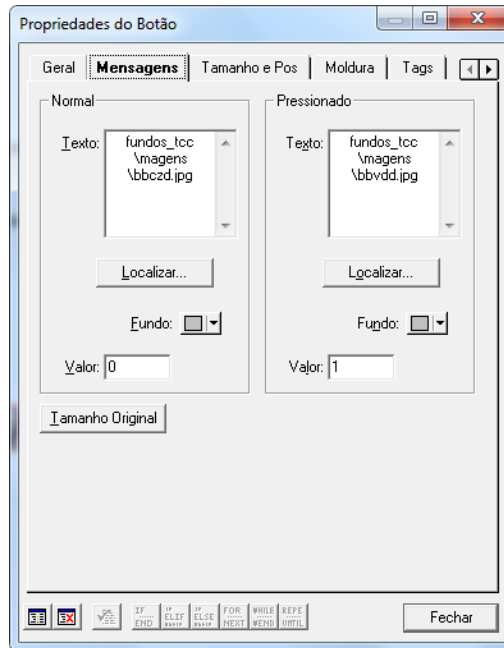 Propriedades do Botão
Geral Mensagens Tamanho e Pos Moldura Tags
Normal
Texto: fundos_tcc
\magens
\bbczd.jpg
Localizar...
Fundo:
Valor: 0
Pressionado
Texto: fundos_tcc
\magens
\bbvdd.jpg
Localizar...
Fundo:
Valor: 1
Tamanho Original
IF
END
IF
ELIF
IF
ELSE
FOR
NEXT
WHILE
WEND
REPE
UNTIL
Fechar